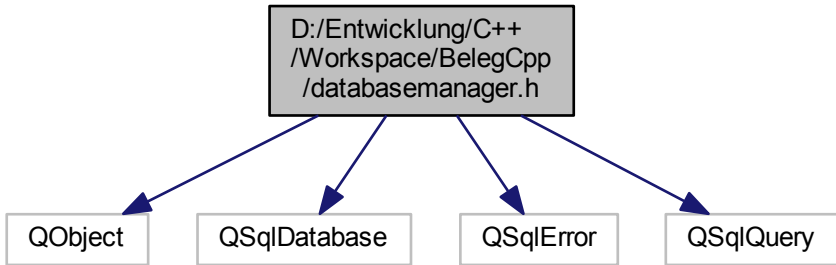 D:/Entwicklung/C++
/Workspace/BelegCpp
/databasemanager.h
QObject
QSqlDatabase
QSqlError
QSqlQuery